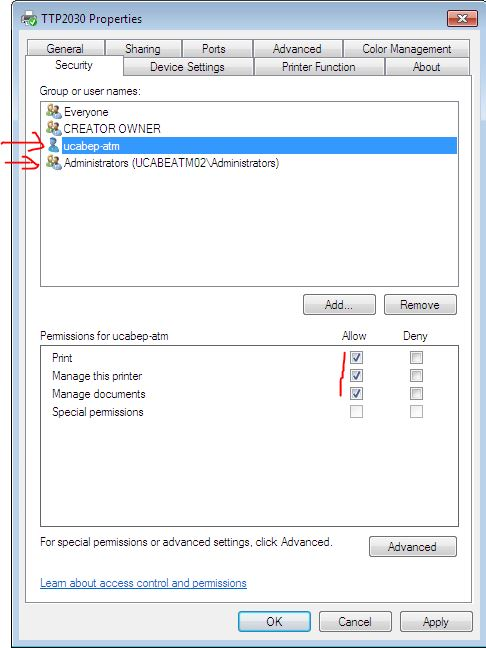 TTP2030 Properties
General Sharing Ports Advanced Color Management
Security Device Settings Printer Function About
Group or user names:
Everyone
CREATOR OWNER
ucabep-atm
Administrators (UCABEATM02\Administrators)
Add... Remove
Permissions for ucabep-atm Allow Deny
Print
Manage this printer
Manage documents
Special permissions
For special permissions or advanced settings, click Advanced.
Advanced
Learn about access control and permissions
OK Cancel Apply